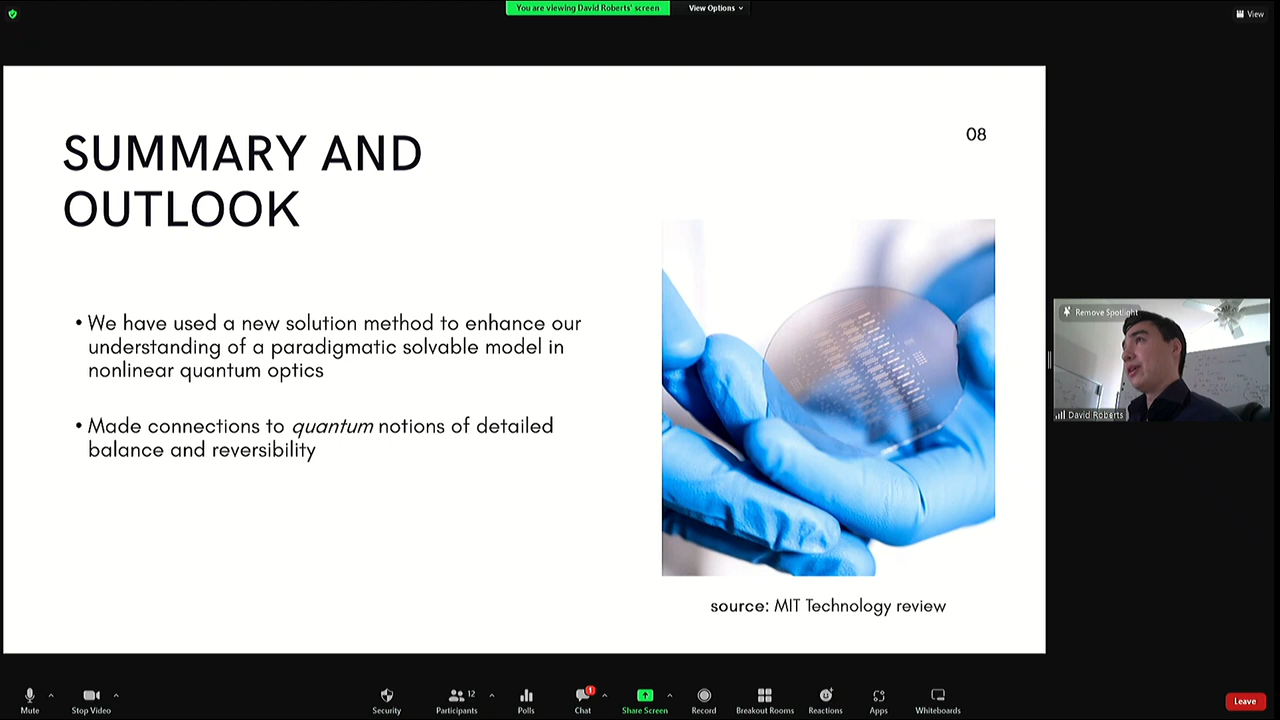 You are viewing David Roberts' screen
View Options
View
08
SUMMARY AND
OUTLOOK
• We have used a new solution method to enhance our
understanding of a paradigmatic solvable model in
nonlinear quantum optics
• Made connections to quantum notions of detailed
balance and reversibility
source: MIT Technology review
Remove Spotlight
David Roberts
Mute
Stop Video
Security
Participants
12
Polls
Chat
1
Share Screen
Record
Breakout Rooms
Reactions
Apps
Whiteboards
Leave